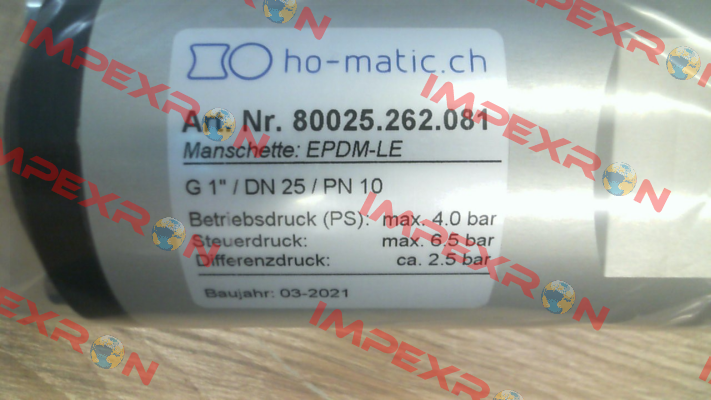 ho-matic.ch
Art. Nr. 80025.262.081
Manschette: EPDM-LE
G 1" / DN 25 / PN 10
Betriebsdruck (PS): max. 4.0 bar
Steuerdruck: max. 6.5 bar
Differenzdruck: ca. 2.5 bar
Baujahr: 03-2021
IMPEXRON
IMPEXRON
IMPEXRON
IMPEXRON
IMPEXRON
IMPEXRON